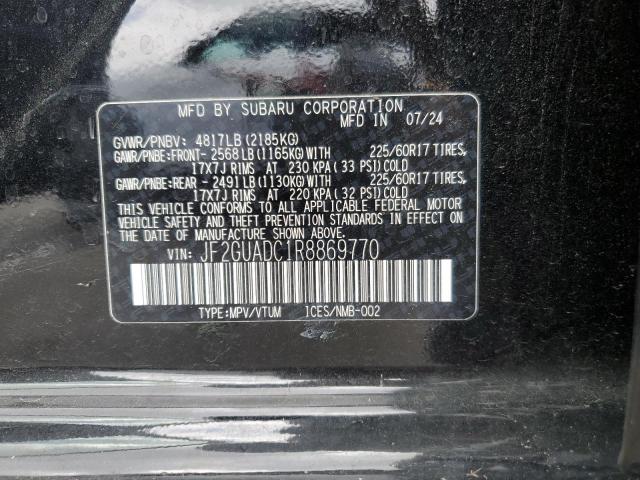 MFD BY SUBARU CORPORATION
MFD IN 07/24
GVWR/PNBV: 4817LB(2185KG)
GAWR/PNBE:FRONT- 2568LB(1165KG)WITH 225/60R17 TIRES,
17X7J RIMS AT 230 KPA(33 PSI)COLD
GAWR/PNBE:REAR - 2491LB(1130KG)WITH 225/60R17 TIRES,
17X7J RIMS AT 220 KPA(32 PSI)COLD
THIS VEHICLE CONFORMS TO ALL APPLICABLE FEDERAL MOTOR
VEHICLE SAFETY AND THEFT PREVENTION STANDARDS IN EFFECT
ON THE DATE OF MANUFACTURE SHOWN ABOVE.
VIN: JF2GUADC1R8869770
TYPE:MPV/VTUM ICES/NMB-002